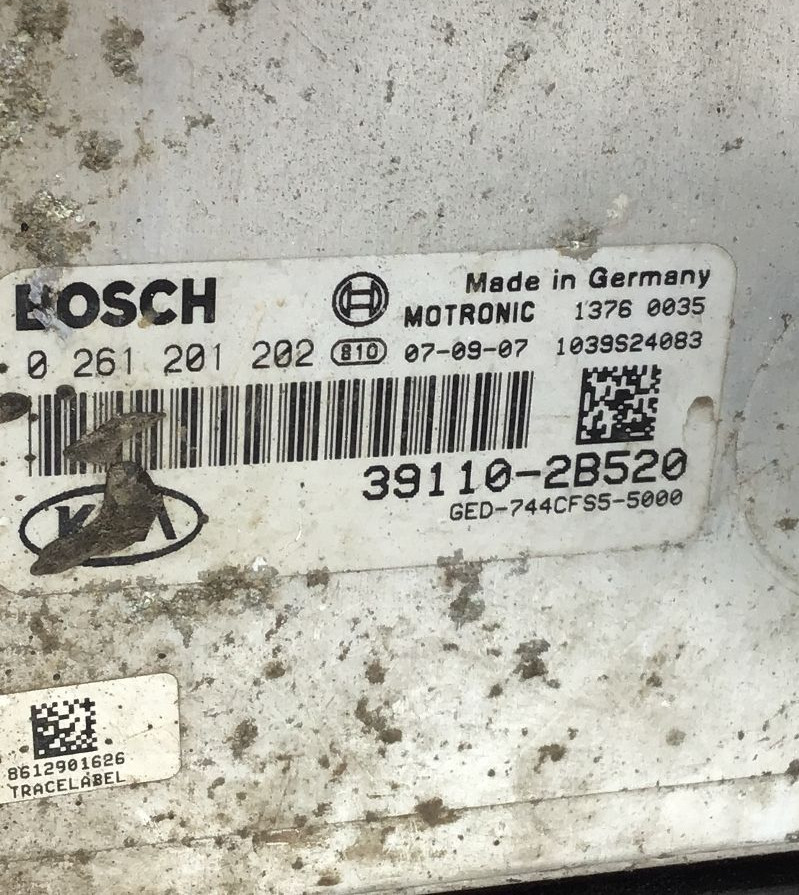 BOSCH
Made in Germany
MOTRONIC 1376 0035
0 261 201 202 810 07-09-07 1039S24083
39110-2B520
GED-744CFS5-5000
KIA
8612901626
TRACELABEL